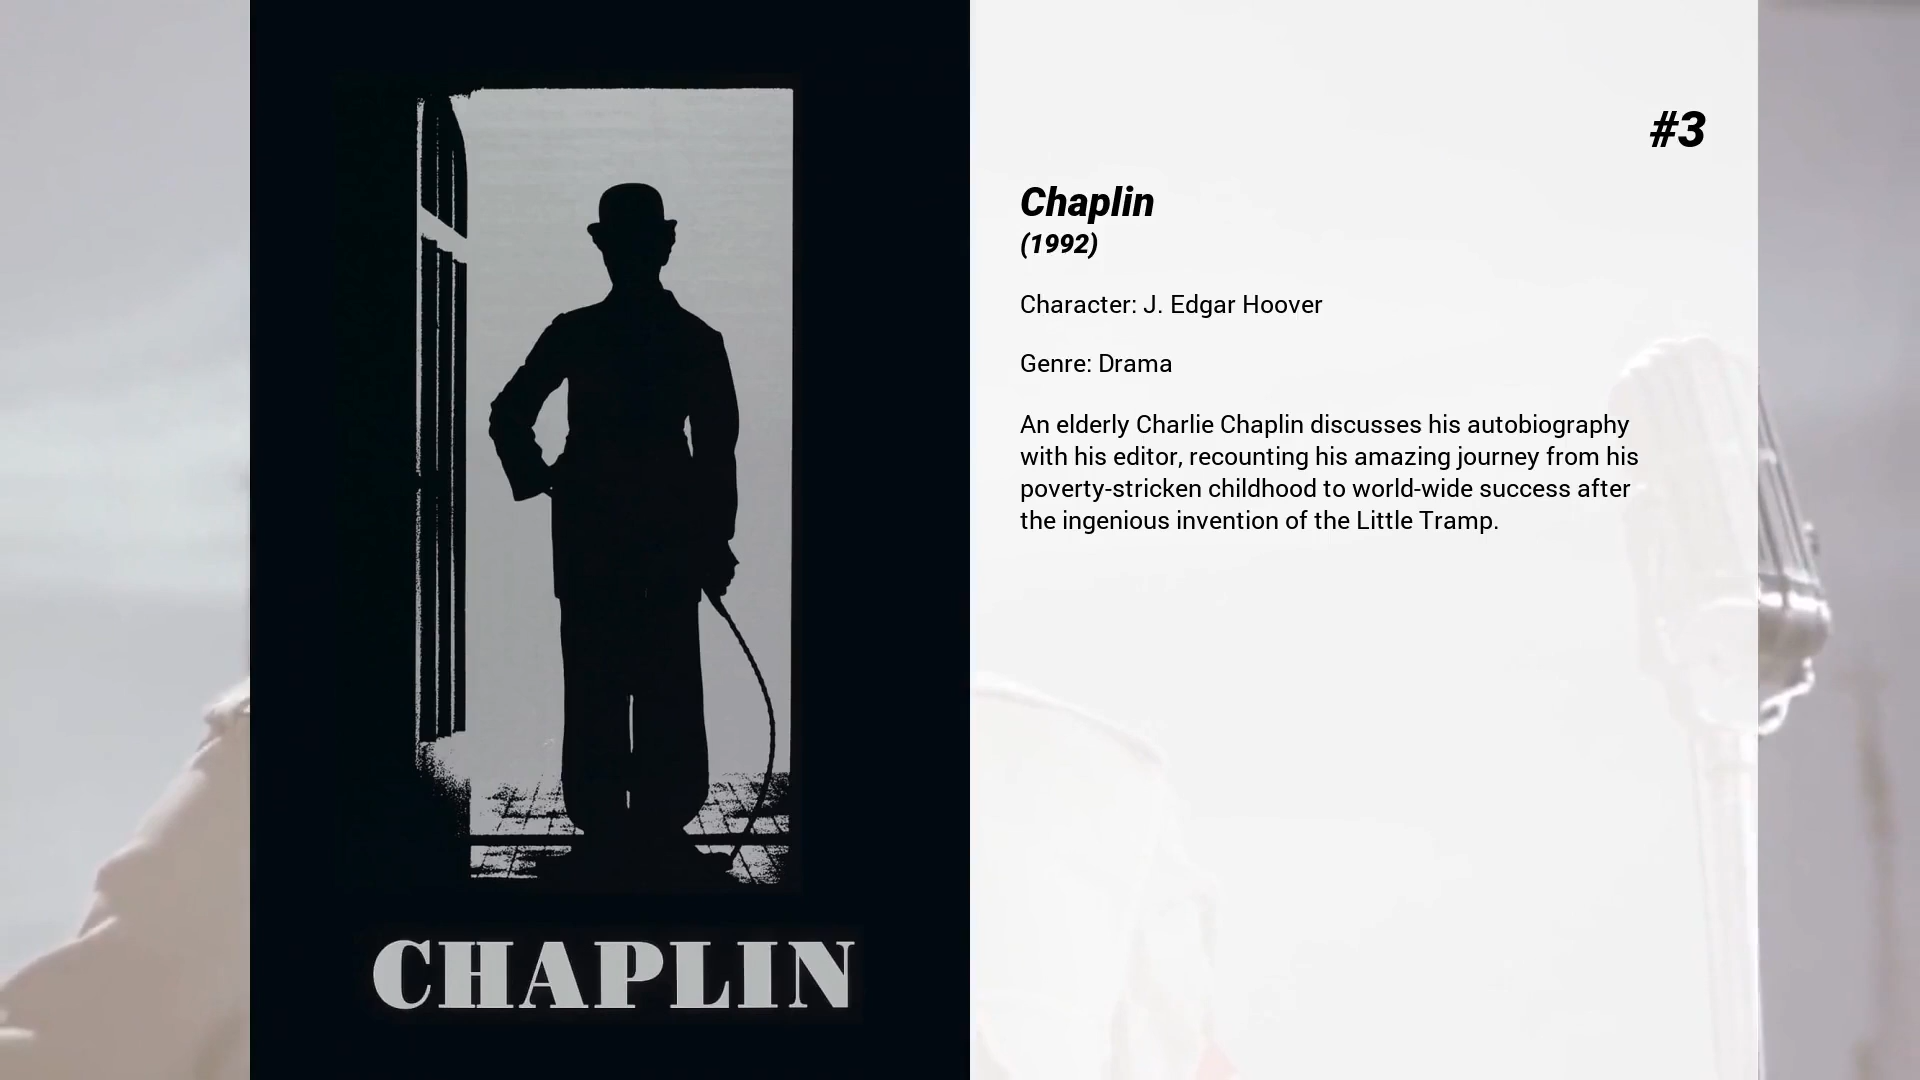 CHAPLIN
#3
Chaplin
(1992)
Character: J. Edgar Hoover
Genre: Drama
An elderly Charlie Chaplin discusses his autobiography
with his editor, recounting his amazing journey from his
poverty-stricken childhood to world-wide success after
the ingenious invention of the Little Tramp.